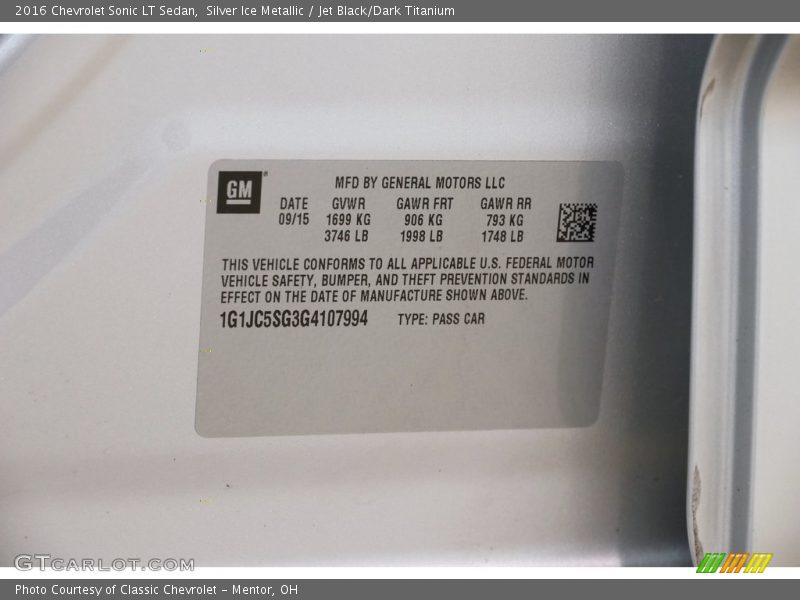 2016 Chevrolet Sonic LT Sedan, Silver Ice Metallic / Jet Black/Dark Titanium
GM
MFD BY GENERAL MOTORS LLC
DATE GVWR GAWR FRT GAWR RR
09/15 1699 KG 906 KG 793 KG
3746 LB 1998 LB 1748 LB
THIS VEHICLE CONFORMS TO ALL APPLICABLE U.S. FEDERAL MOTOR
VEHICLE SAFETY, BUMPER, AND THEFT PREVENTION STANDARDS IN
EFFECT ON THE DATE OF MANUFACTURE SHOWN ABOVE.
1G1JC5SG3G4107994 TYPE: PASS CAR
GTCARLOT.COM
Photo Courtesy of Classic Chevrolet - Mentor, OH